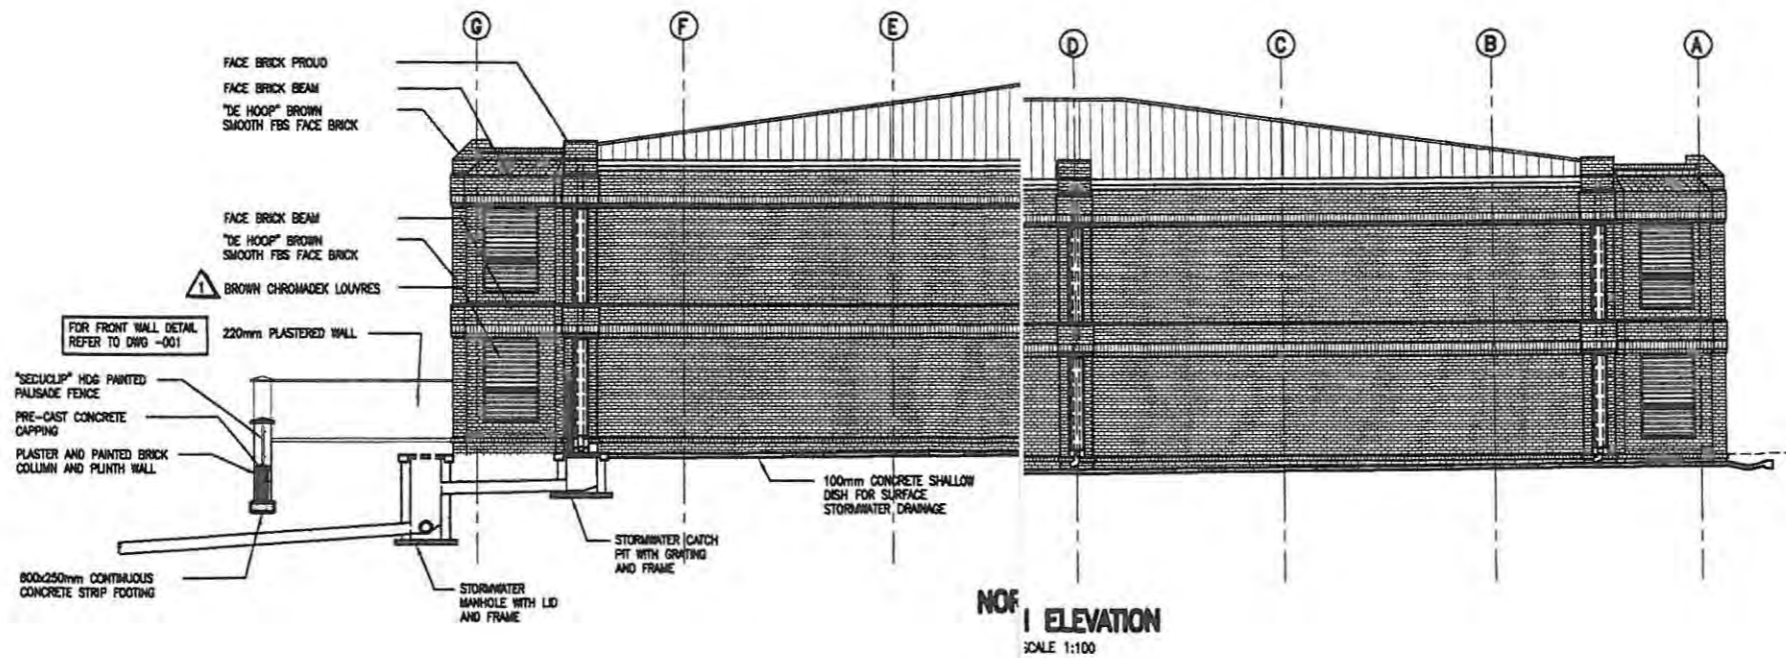 G
F
E
D
C
B
A
FACE BRICK PROUD
FACE BRICK BEAM
"DE HOOP" BROWN
SMOOTH FBS FACE BRICK
FACE BRICK BEAM
"DE HOOP" BROWN
SMOOTH FBS FACE BRICK
1
BROWN CHROMADEK LOUVRES
FOR FRONT WALL DETAIL
REFER TO DWG -001
220mm PLASTERED WALL
"SECUCLIP" HDG PAINTED
PALISADE FENCE
PRE-CAST CONCRETE
CAPPING
PLASTER AND PAINTED BRICK
COLUMN AND PLINTH WALL
600x250mm CONTINUOUS
CONCRETE STRIP FOOTING
STORMWATER
MANHOLE WITH LID
AND FRAME
STORMWATER CATCH
PIT WITH GRATING
AND FRAME
100mm CONCRETE SHALLOW
DISH FOR SURFACE
STORMWATER DRAINAGE
NOR ELEVATION
SCALE 1:100